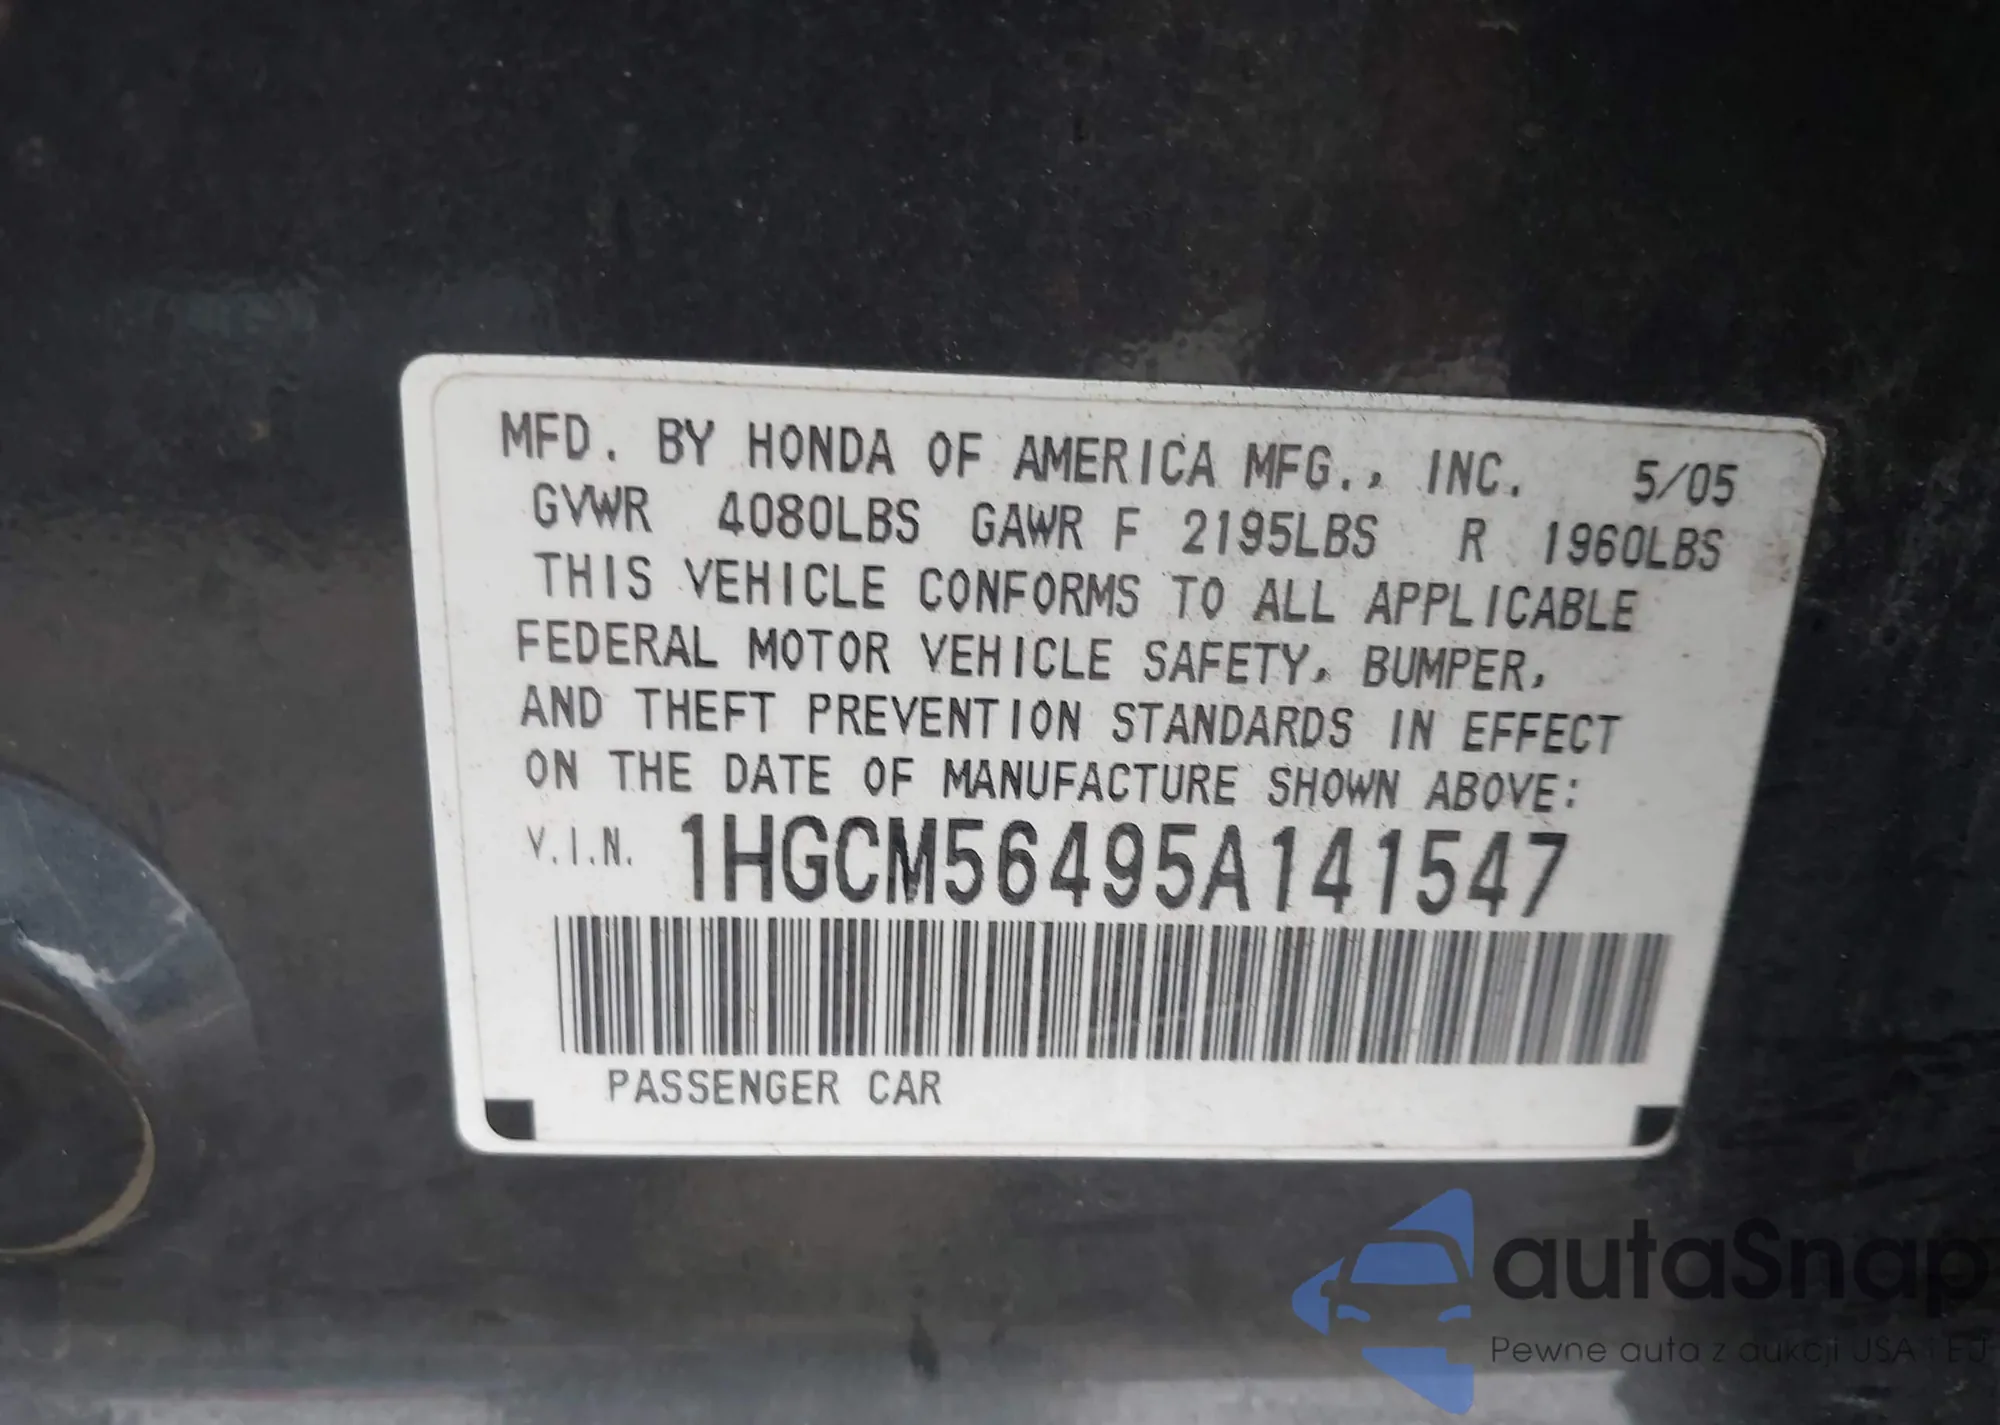 MFD. BY HONDA OF AMERICA MFG., INC. 5/05
GVWR 4080LBS GAWR F 2195LBS R 1960LBS
THIS VEHICLE CONFORMS TO ALL APPLICABLE
FEDERAL MOTOR VEHICLE SAFETY, BUMPER,
AND THEFT PREVENTION STANDARDS IN EFFECT
ON THE DATE OF MANUFACTURE SHOWN ABOVE:
V.I.N. 1HGCM56495A141547
PASSENGER CAR
autaSnap
Pewne auta z aukcji USA i EU